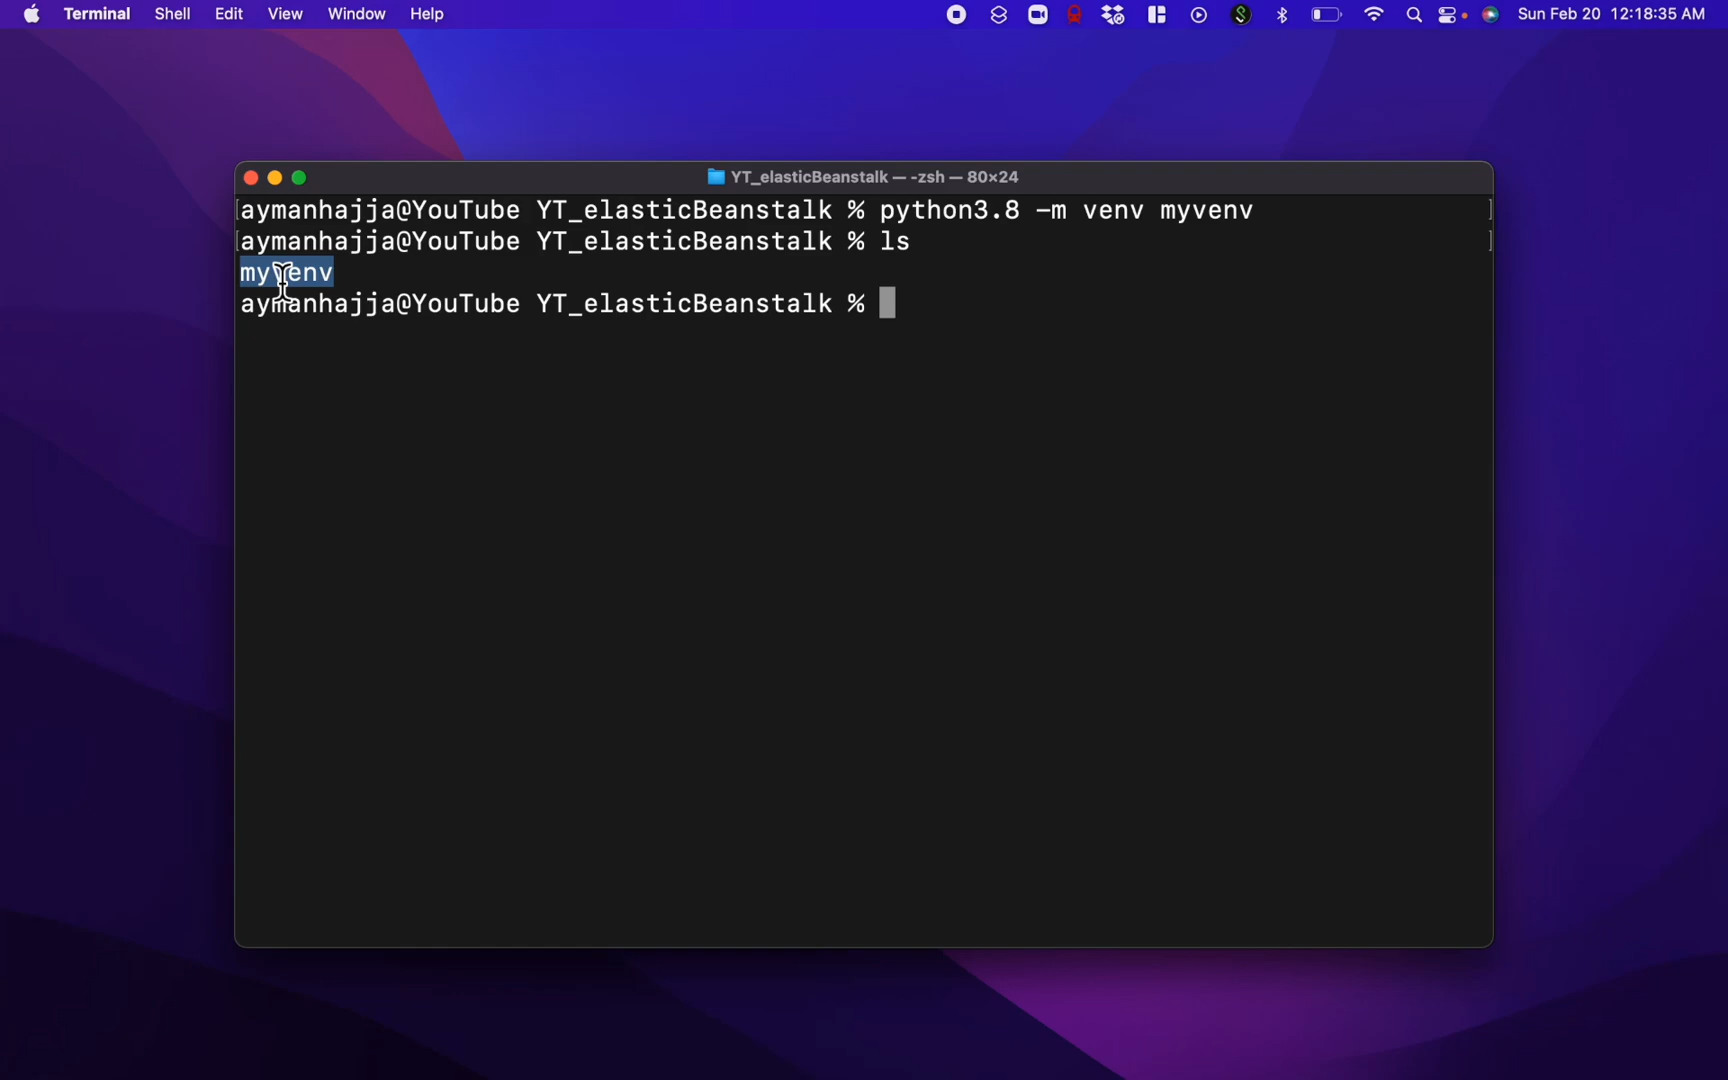 Terminal Shell Edit View Window Help Sun Feb 20 12:18:35 AM
YT_elasticBeanstalk — -zsh — 80×24
[aymanhajja@YouTube YT_elasticBeanstalk % python3.8 -m venv myvenv ]
[aymanhajja@YouTube YT_elasticBeanstalk % ls ]
myvenv
aymanhajja@YouTube YT_elasticBeanstalk %